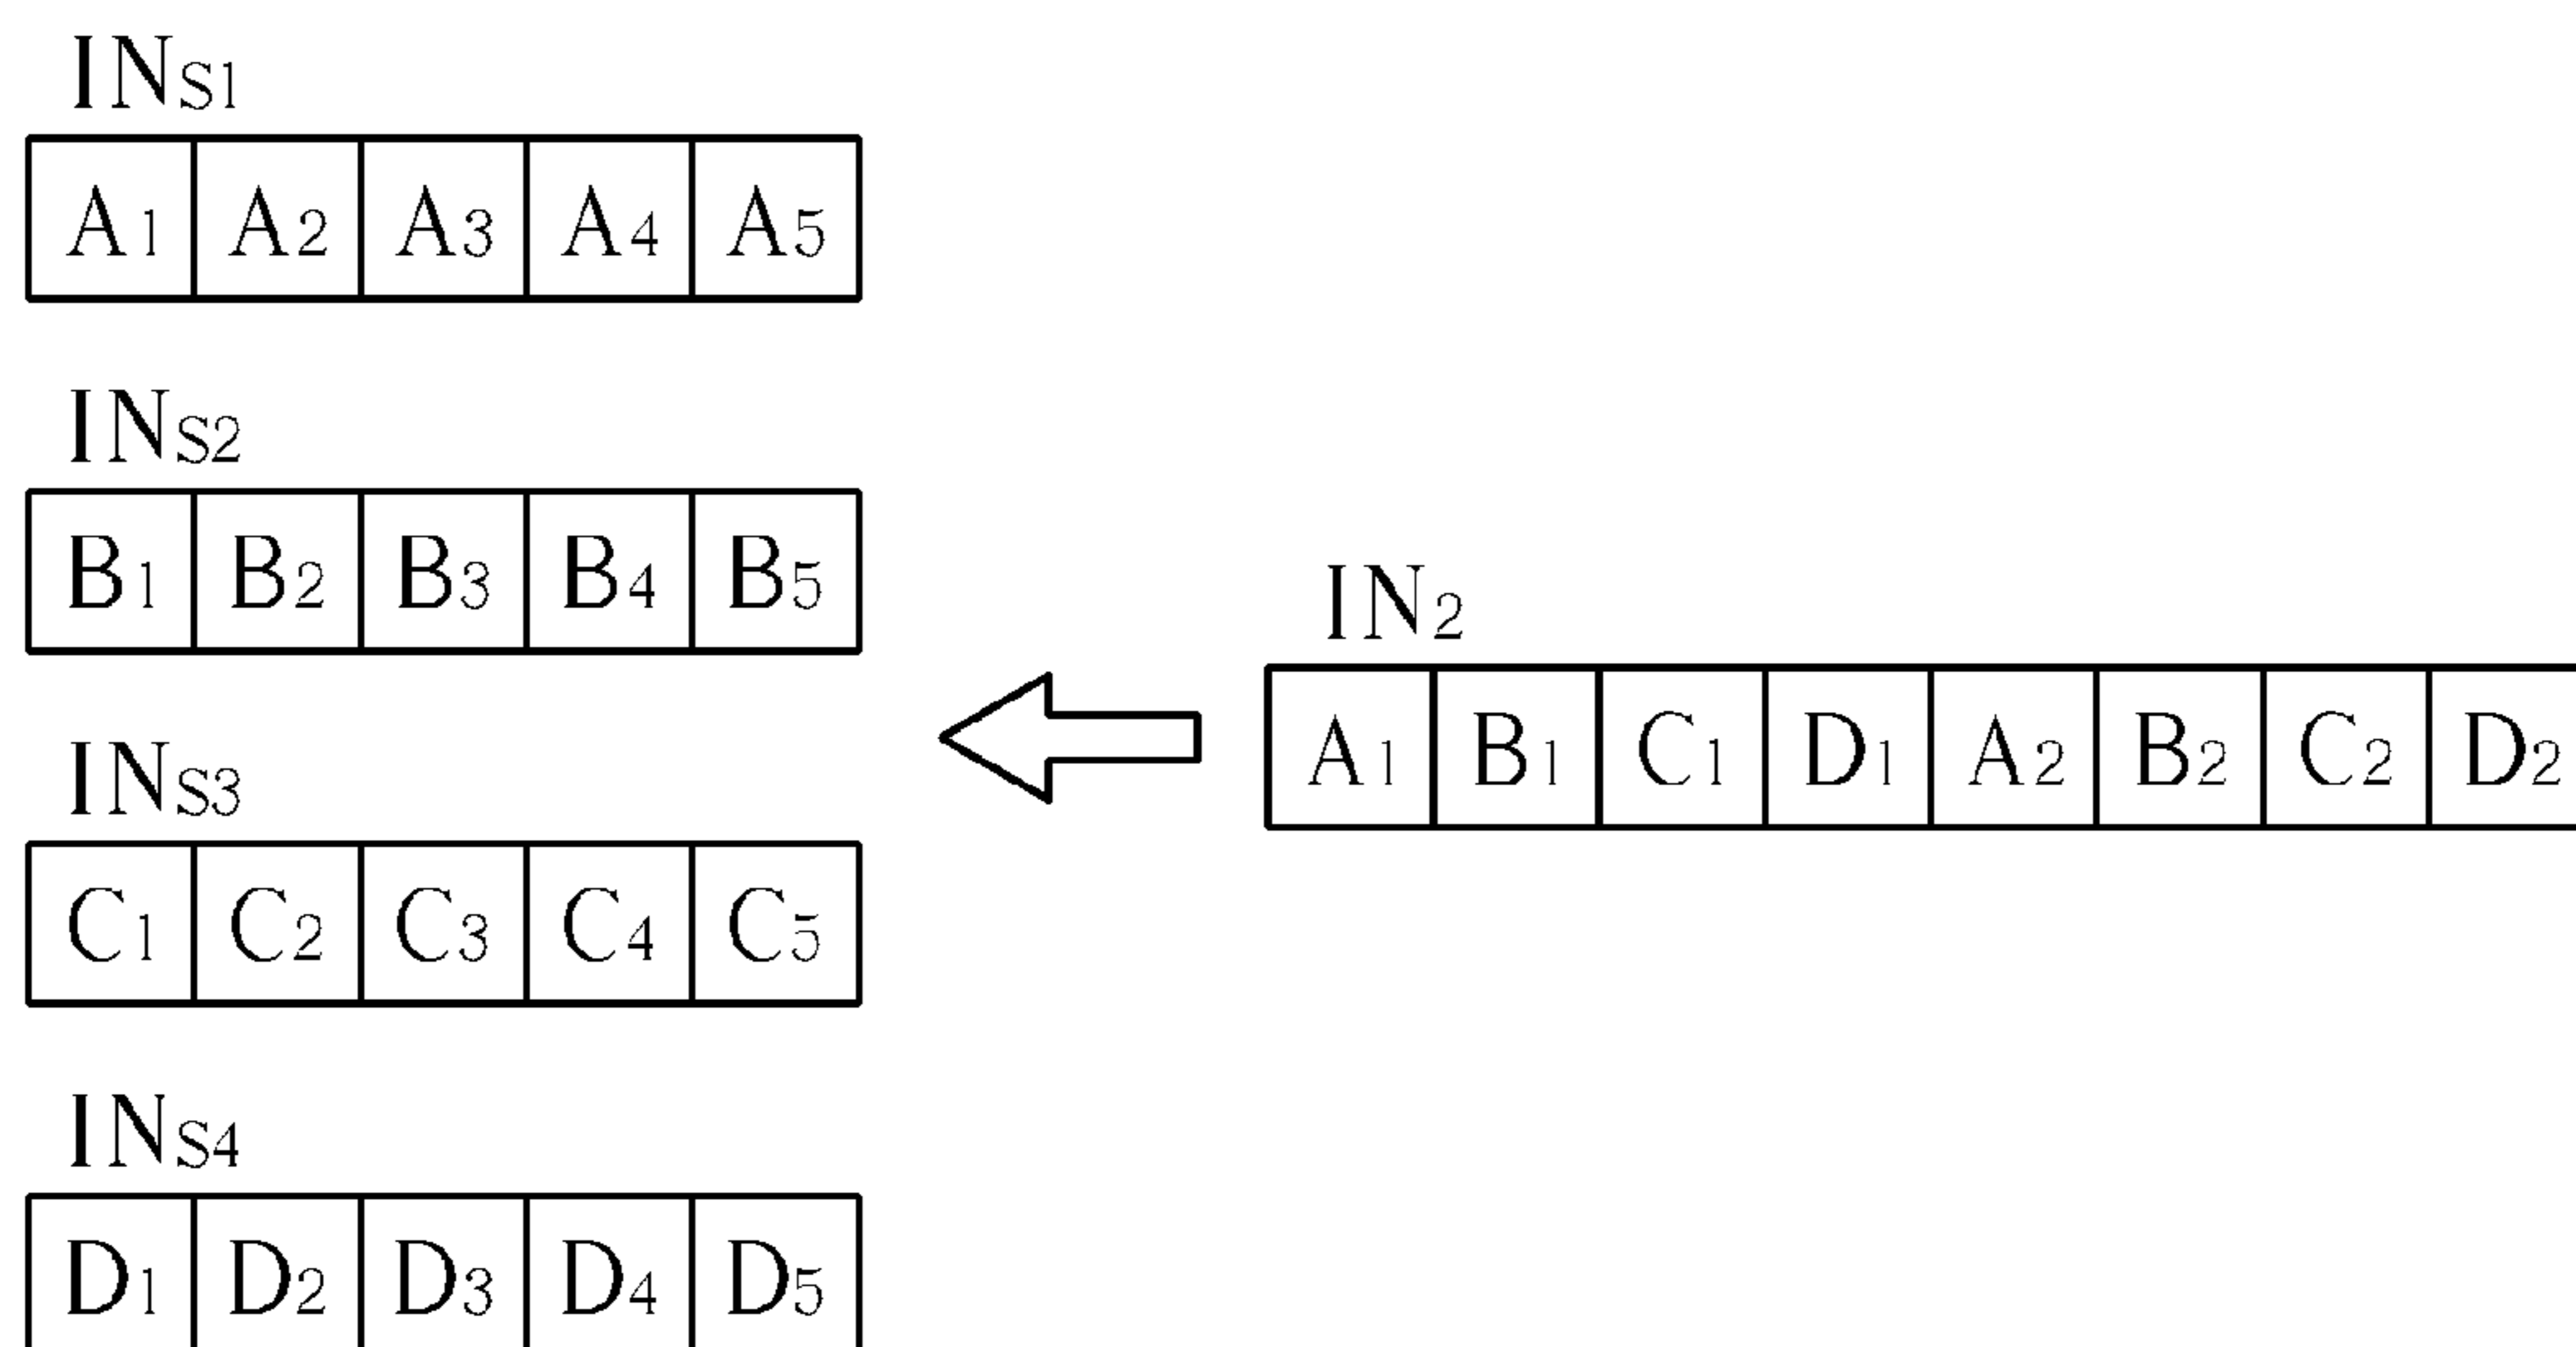 INS1
A1 A2 A3 A4 A5
INS2
B1 B2 B3 B4 B5
INS3
C1 C2 C3 C4 C5
INS4
D1 D2 D3 D4 D5
IN2
A1 B1 C1 D1 A2 B2 C2 D2